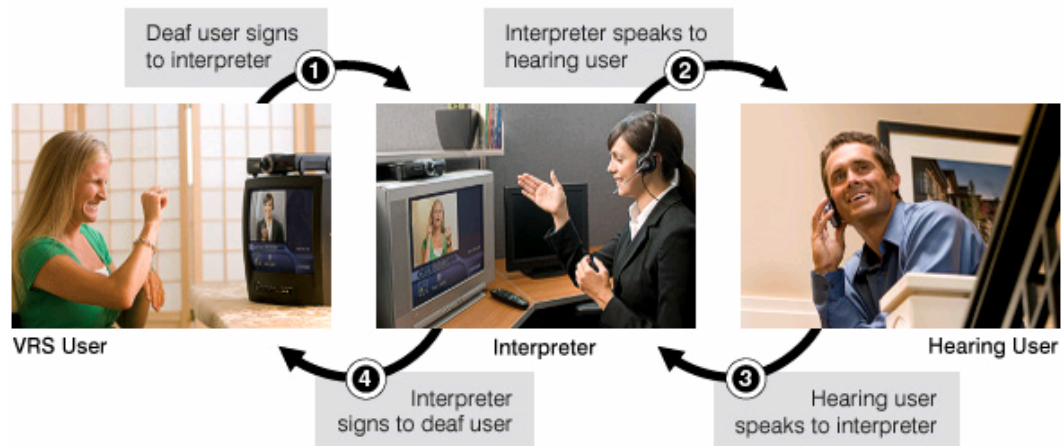 Deaf user signs
to interpreter
1
Interpreter speaks to
hearing user
2
VRS User
Interpreter
Hearing User
4
Interpreter
signs to deaf user
3
Hearing user
speaks to interpreter